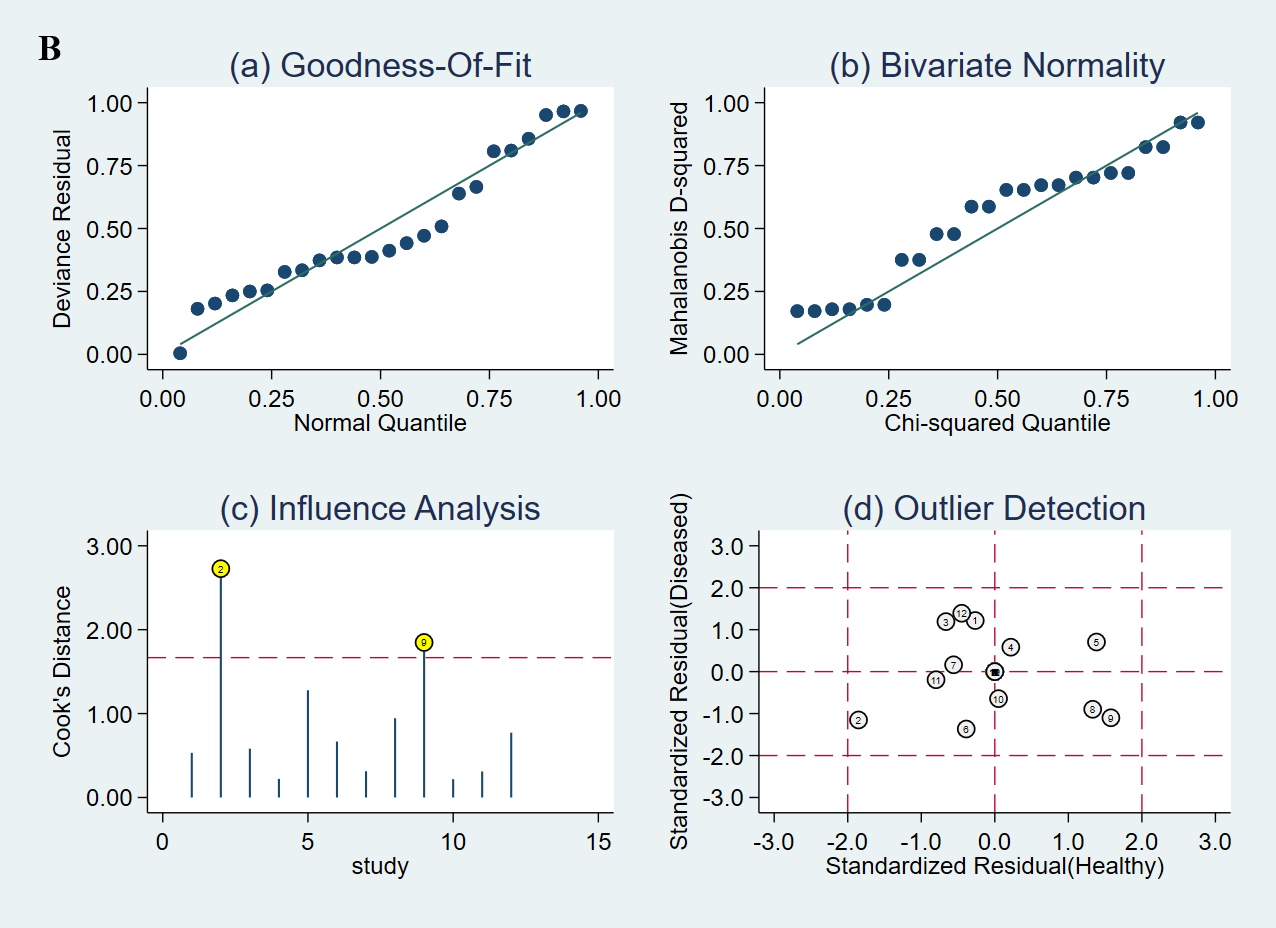 B
(a) Goodness-Of-Fit
Deviance Residual
1.00
0.75
0.50
0.25
0.00
0.00 0.25 0.50 0.75 1.00
Normal Quantile
(b) Bivariate Normality
Mahalanobis D-squared
1.00
0.75
0.50
0.25
0.00
0.00 0.25 0.50 0.75 1.00
Chi-squared Quantile
(c) Influence Analysis
Cook's Distance
3.00
2.00
1.00
0.00
2
9
0 5 10 15
study
(d) Outlier Detection
Standardized Residual(Diseased)
3.0
2.0
1.0
0.0
-1.0
-2.0
-3.0
12
3
1
4
5
7
11
10
2
8
9
6
-3.0 -2.0 -1.0 0.0 1.0 2.0 3.0
Standardized Residual(Healthy)